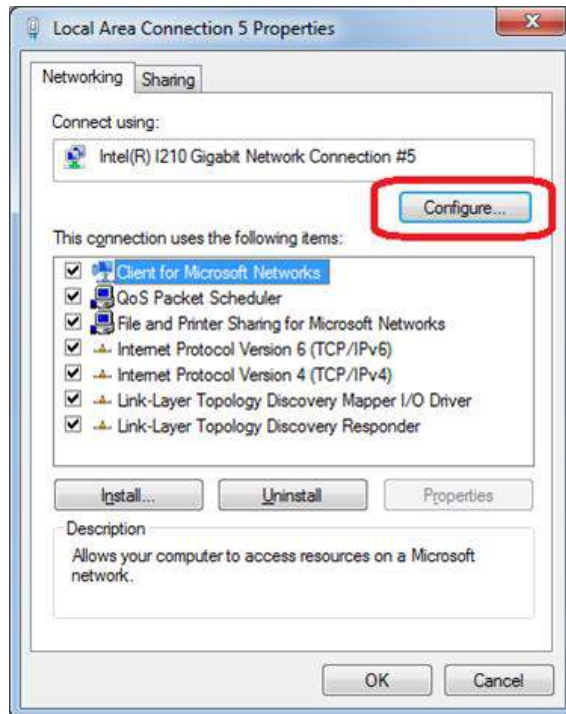 Local Area Connection 5 Properties
Networking
Sharing
Connect using:
Intel(R) I210 Gigabit Network Connection #5
Configure...
This connection uses the following items:
Client for Microsoft Networks
QoS Packet Scheduler
File and Printer Sharing for Microsoft Networks
Internet Protocol Version 6 (TCP/IPv6)
Internet Protocol Version 4 (TCP/IPv4)
Link-Layer Topology Discovery Mapper I/O Driver
Link-Layer Topology Discovery Responder
Install...
Uninstall
Properties
Description
Allows your computer to access resources on a Microsoft
network.
OK
Cancel